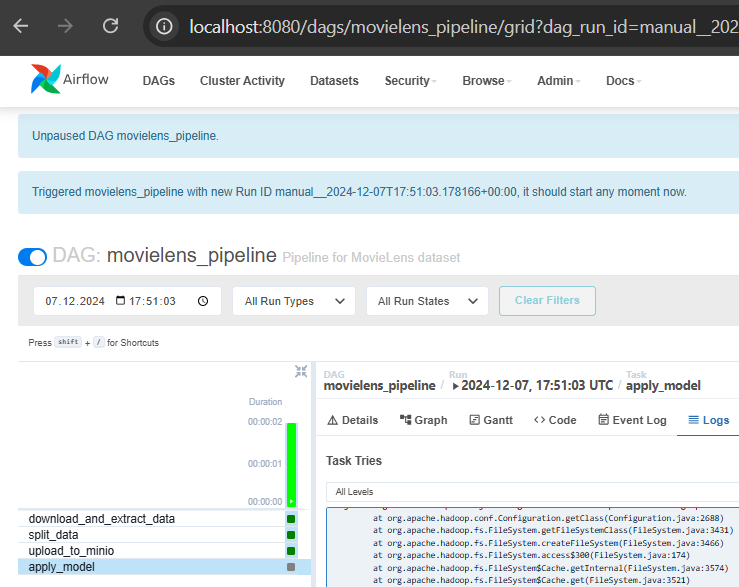 localhost:8080/dags/movielens_pipeline/grid?dag_run_id=manual__202
Airflow DAGs Cluster Activity Datasets Security Browse Admin Docs
Unpaused DAG movielens_pipeline.
Triggered movielens_pipeline with new Run ID manual__2024-12-07T17:51:03.178166+00:00, it should start any moment now.
DAG: movielens_pipeline Pipeline for MovieLens dataset
07.12.2024 17:51:03 All Run Types All Run States Clear Filters
Press shift + / for Shortcuts
Duration
00:00:02
00:00:01
00:00:00
download_and_extract_data
split_data
upload_to_minio
apply_model
DAG Run Task
movielens_pipeline / 2024-12-07, 17:51:03 UTC / apply_model
Details Graph Gantt Code Event Log Logs
Task Tries
All Levels
at org.apache.hadoop.conf.Configuration.getClass(Configuration.java:2688)
at org.apache.hadoop.fs.FileSystem.getFileSystemClass(FileSystem.java:3431)
at org.apache.hadoop.fs.FileSystem.createFileSystem(FileSystem.java:3466)
at org.apache.hadoop.fs.FileSystem.access$300(FileSystem.java:174)
at org.apache.hadoop.fs.FileSystem$Cache.getInternal(FileSystem.java:3574)
at org.apache.hadoop.fs.FileSystem$Cache.get(FileSystem.java:3521)